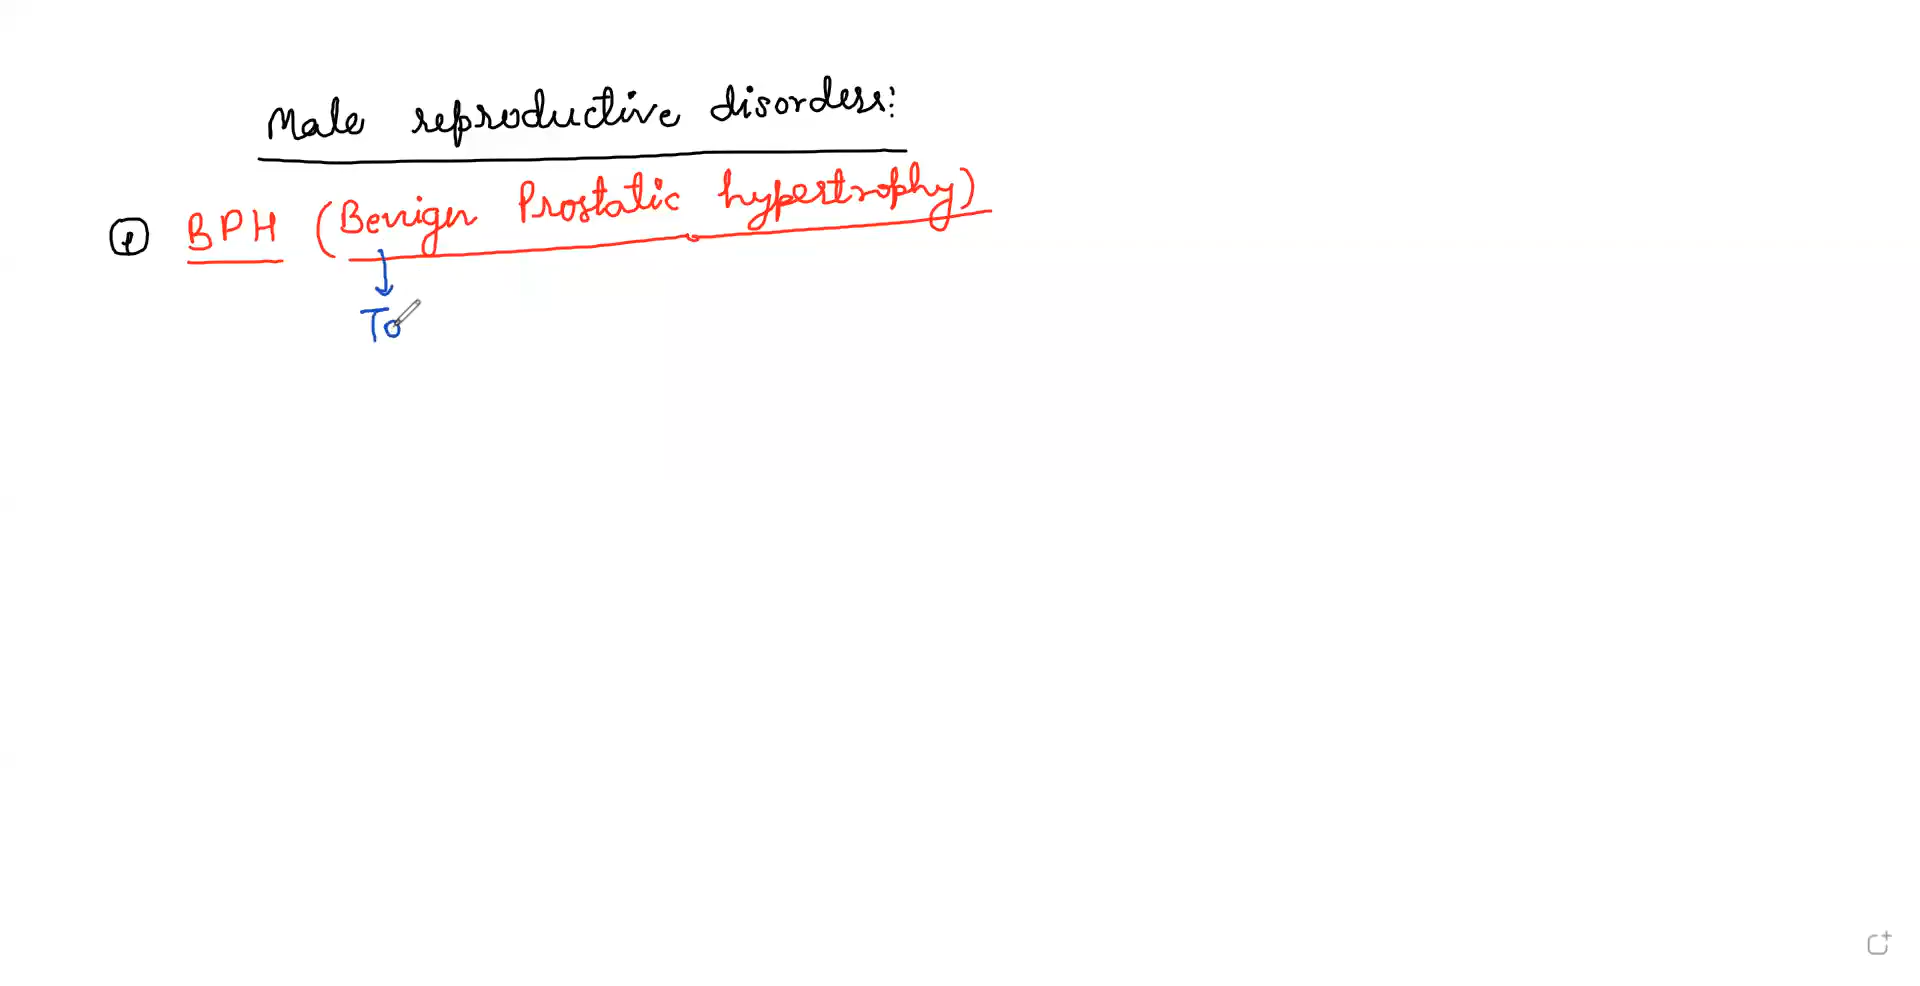 Male reproductive disorders:
① BPH (Benign Prostatic hypertrophy)
To